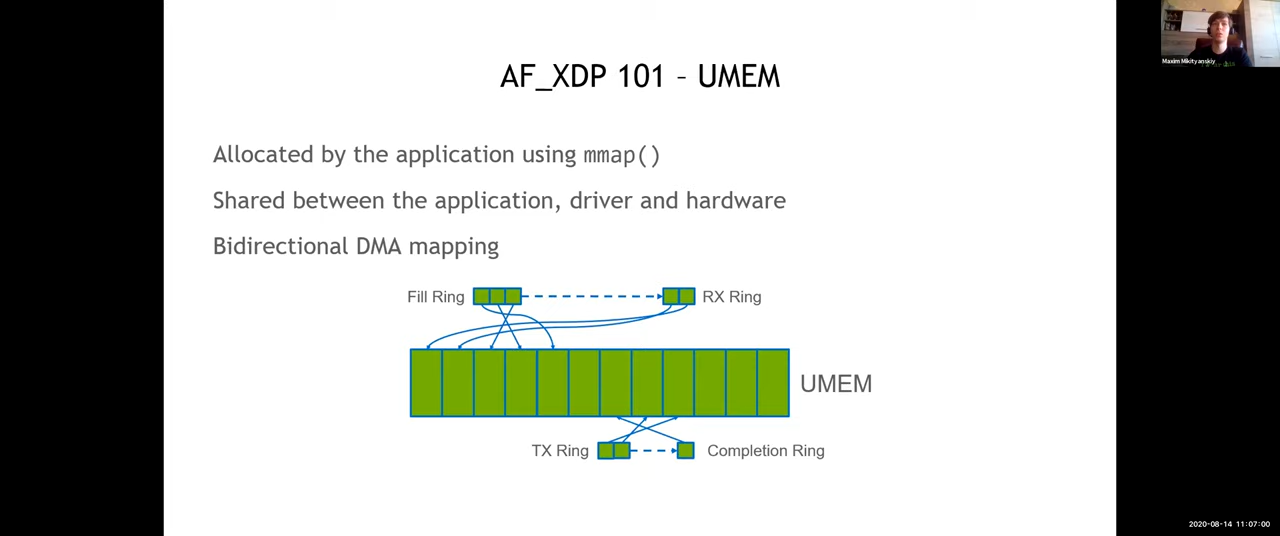 AF_XDP 101 – UMEM
Maxim Mikityanskiy
Allocated by the application using mmap()
Shared between the application, driver and hardware
Bidirectional DMA mapping
Fill Ring
RX Ring
UMEM
TX Ring
Completion Ring
2020-08-14 11:07:00